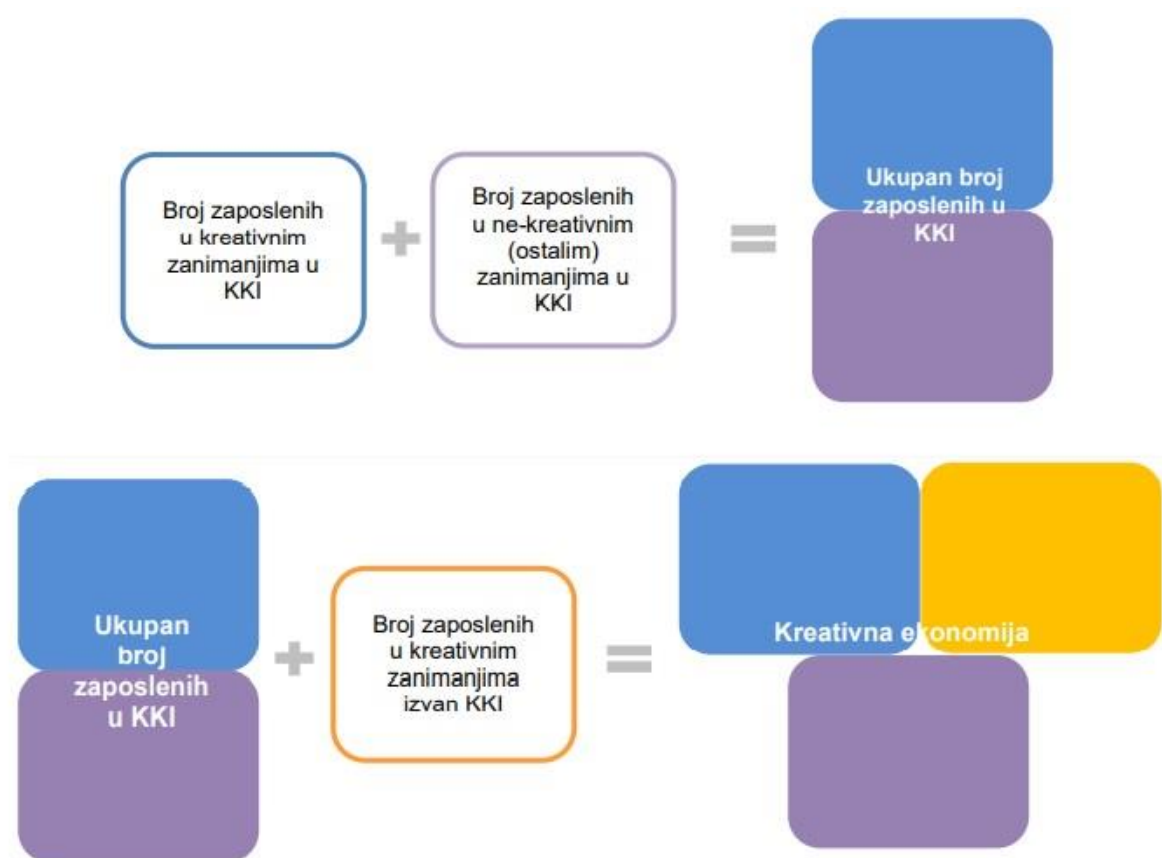 Broj zaposlenih
u kreativnim
zanimanjima u
KKI
+
Broj zaposlenih
u ne-kreativnim
(ostalim)
zanimanjima u
KKI
=
Ukupan broj
zaposlenih u
KKI
Ukupan
broj
zaposlenih
u KKI
+
Broj zaposlenih
u kreativnim
zanimanjima
izvan KKI
=
Kreativna ekonomija